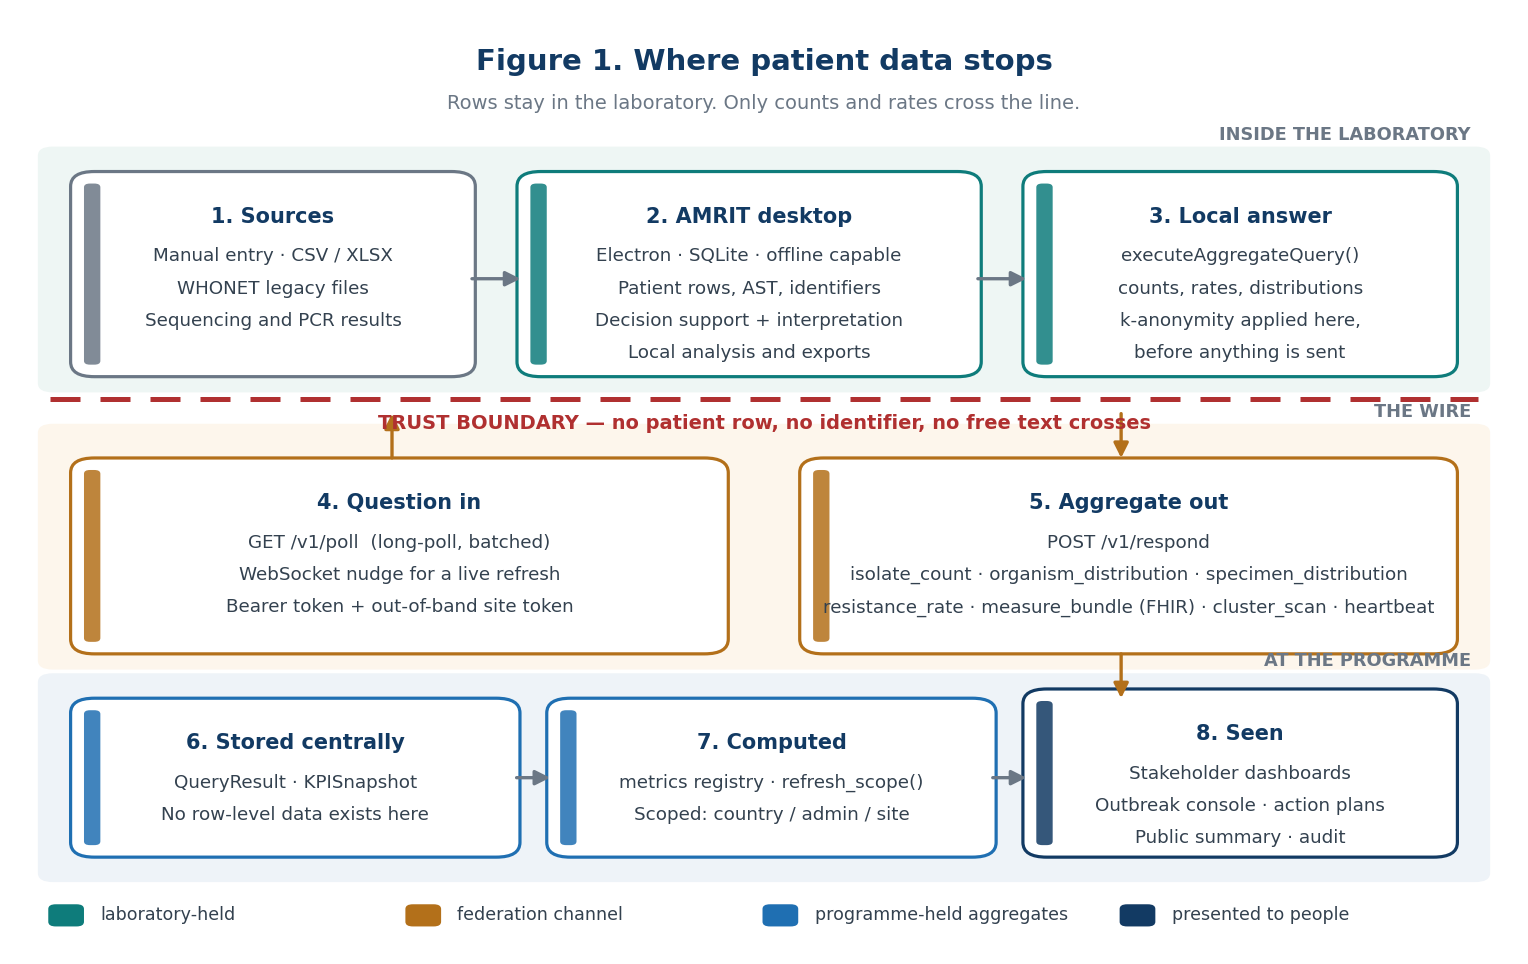 Figure 1. Where patient data stops
Rows stay in the laboratory. Only counts and rates cross the line.
INSIDE THE LABORATORY
1. Sources
Manual entry · CSV / XLSX
WHONET legacy files
Sequencing and PCR results
2. AMRIT desktop
Electron · SQLite · offline capable
Patient rows, AST, identifiers
Decision support + interpretation
Local analysis and exports
3. Local answer
executeAggregateQuery()
counts, rates, distributions
k-anonymity applied here,
before anything is sent
THE WIRE
TRUST BOUNDARY — no patient row, no identifier, no free text crosses
4. Question in
GET /v1/poll  (long-poll, batched)
WebSocket nudge for a live refresh
Bearer token + out-of-band site token
5. Aggregate out
POST /v1/respond
isolate_count · organism_distribution · specimen_distribution
resistance_rate · measure_bundle (FHIR) · cluster_scan · heartbeat
AT THE PROGRAMME
6. Stored centrally
QueryResult · KPISnapshot
No row-level data exists here
7. Computed
metrics registry · refresh_scope()
Scoped: country / admin / site
8. Seen
Stakeholder dashboards
Outbreak console · action plans
Public summary · audit
laboratory-held
federation channel
programme-held aggregates
presented to people